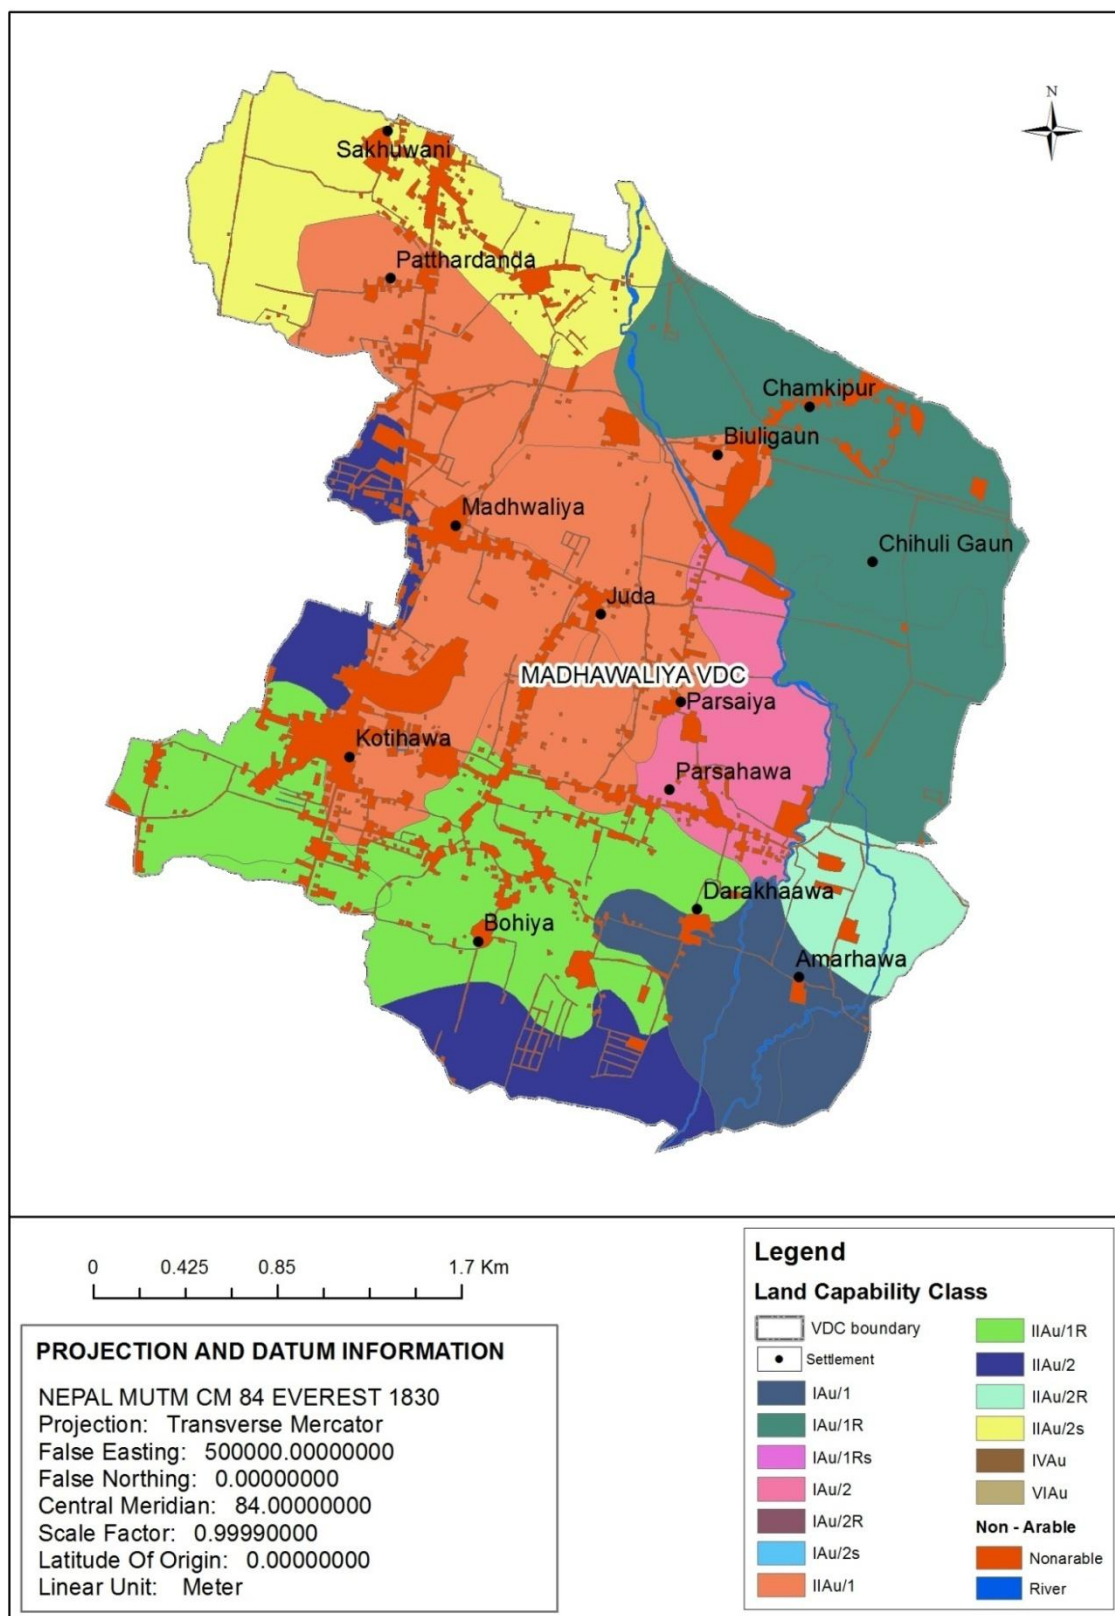 N
Sakhuwani
Patthardanda
Chamkipur
Biuligaun
Madhwaliya
Chihuli Gaun
Juda
MADHAWALIYA VDC
Parsaiya
Kotihawa
Parsahawa
Darakhaawa
Bohiya
Amarhawa
0 0.425 0.85 1.7 Km
PROJECTION AND DATUM INFORMATION
NEPAL MUTM CM 84 EVEREST 1830
Projection: Transverse Mercator
False Easting: 500000.00000000
False Northing: 0.00000000
Central Meridian: 84.00000000
Scale Factor: 0.99990000
Latitude Of Origin: 0.00000000
Linear Unit: Meter
Legend
Land Capability Class
VDC boundary
Settlement
IAu/1
IAu/1R
IAu/1Rs
IAu/2
IAu/2R
IAu/2s
IIAu/1
IIAu/1R
IIAu/2
IIAu/2R
IIAu/2s
IVAu
VIAu
Non - Arable
Nonarable
River